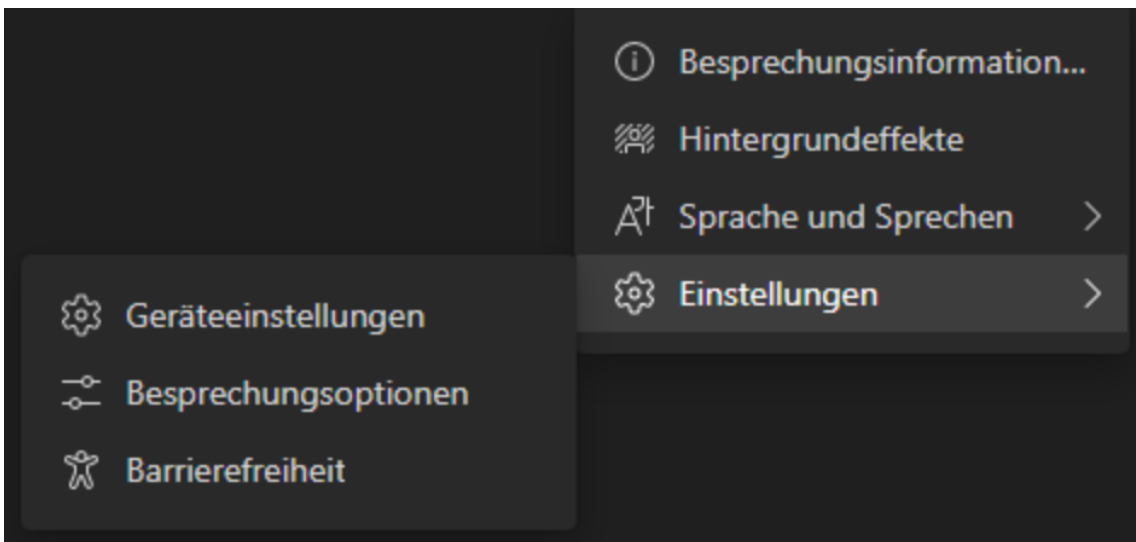 Besprechungsinformation...
Hintergrundeffekte
Sprache und Sprechen
Einstellungen
Geräteeinstellungen
Besprechungsoptionen
Barrierefreiheit